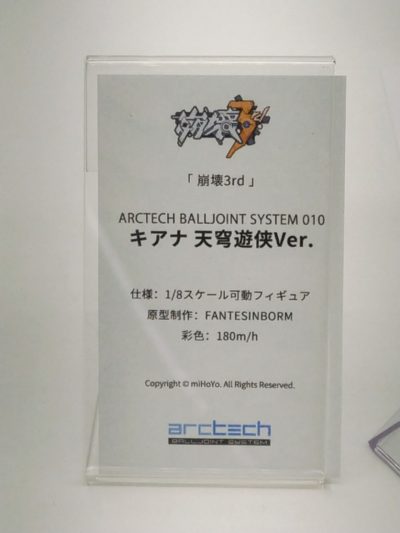 崩壊3rd
「 崩壊3rd 」
ARCTECH BALLJOINT SYSTEM 010
キアナ 天穹遊侠Ver.
仕様：1/8スケール可動フィギュア
原型制作：FANTESINBORM
彩色：180m/h
Copyright © miHoYo. All Rights Reserved.
arctech
BALLJOINT SYSTEM